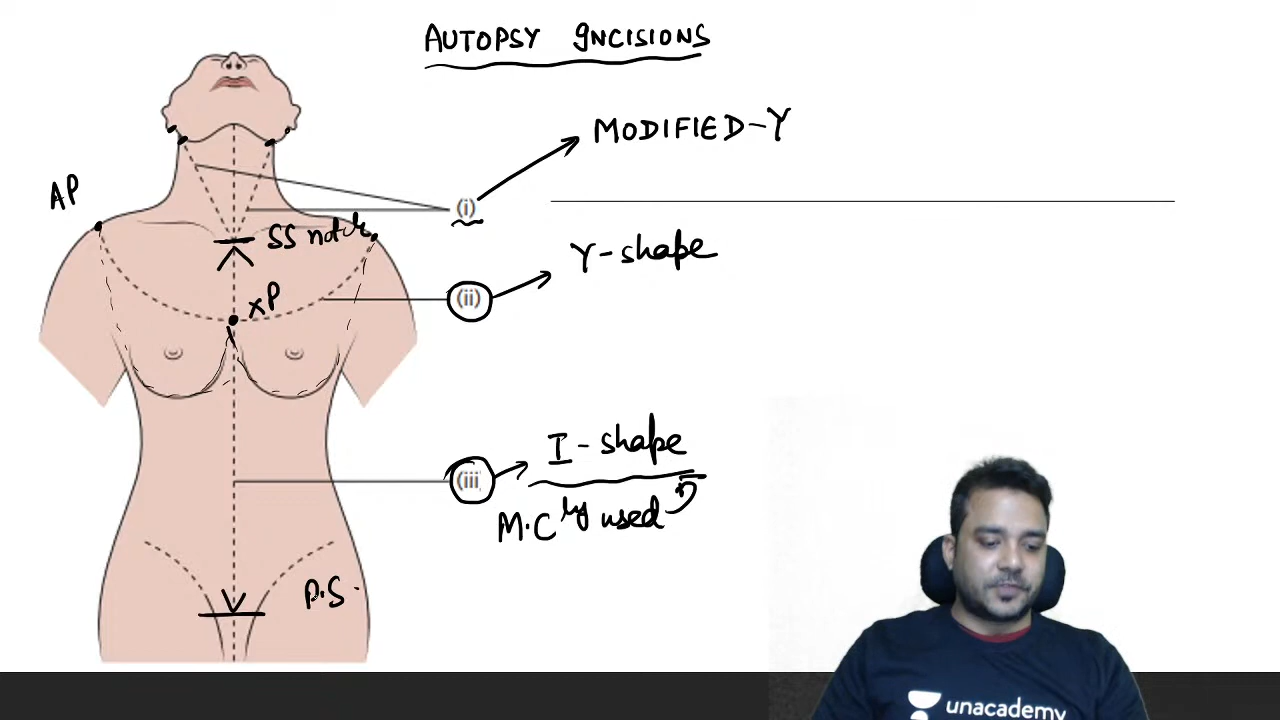 AUTOPSY INCISIONS
MODIFIED-Y
AP
(i)
SS notch
Y-shape
XP
(ii)
I-shape
(iii
M.C ly used
P.S.
unacademy